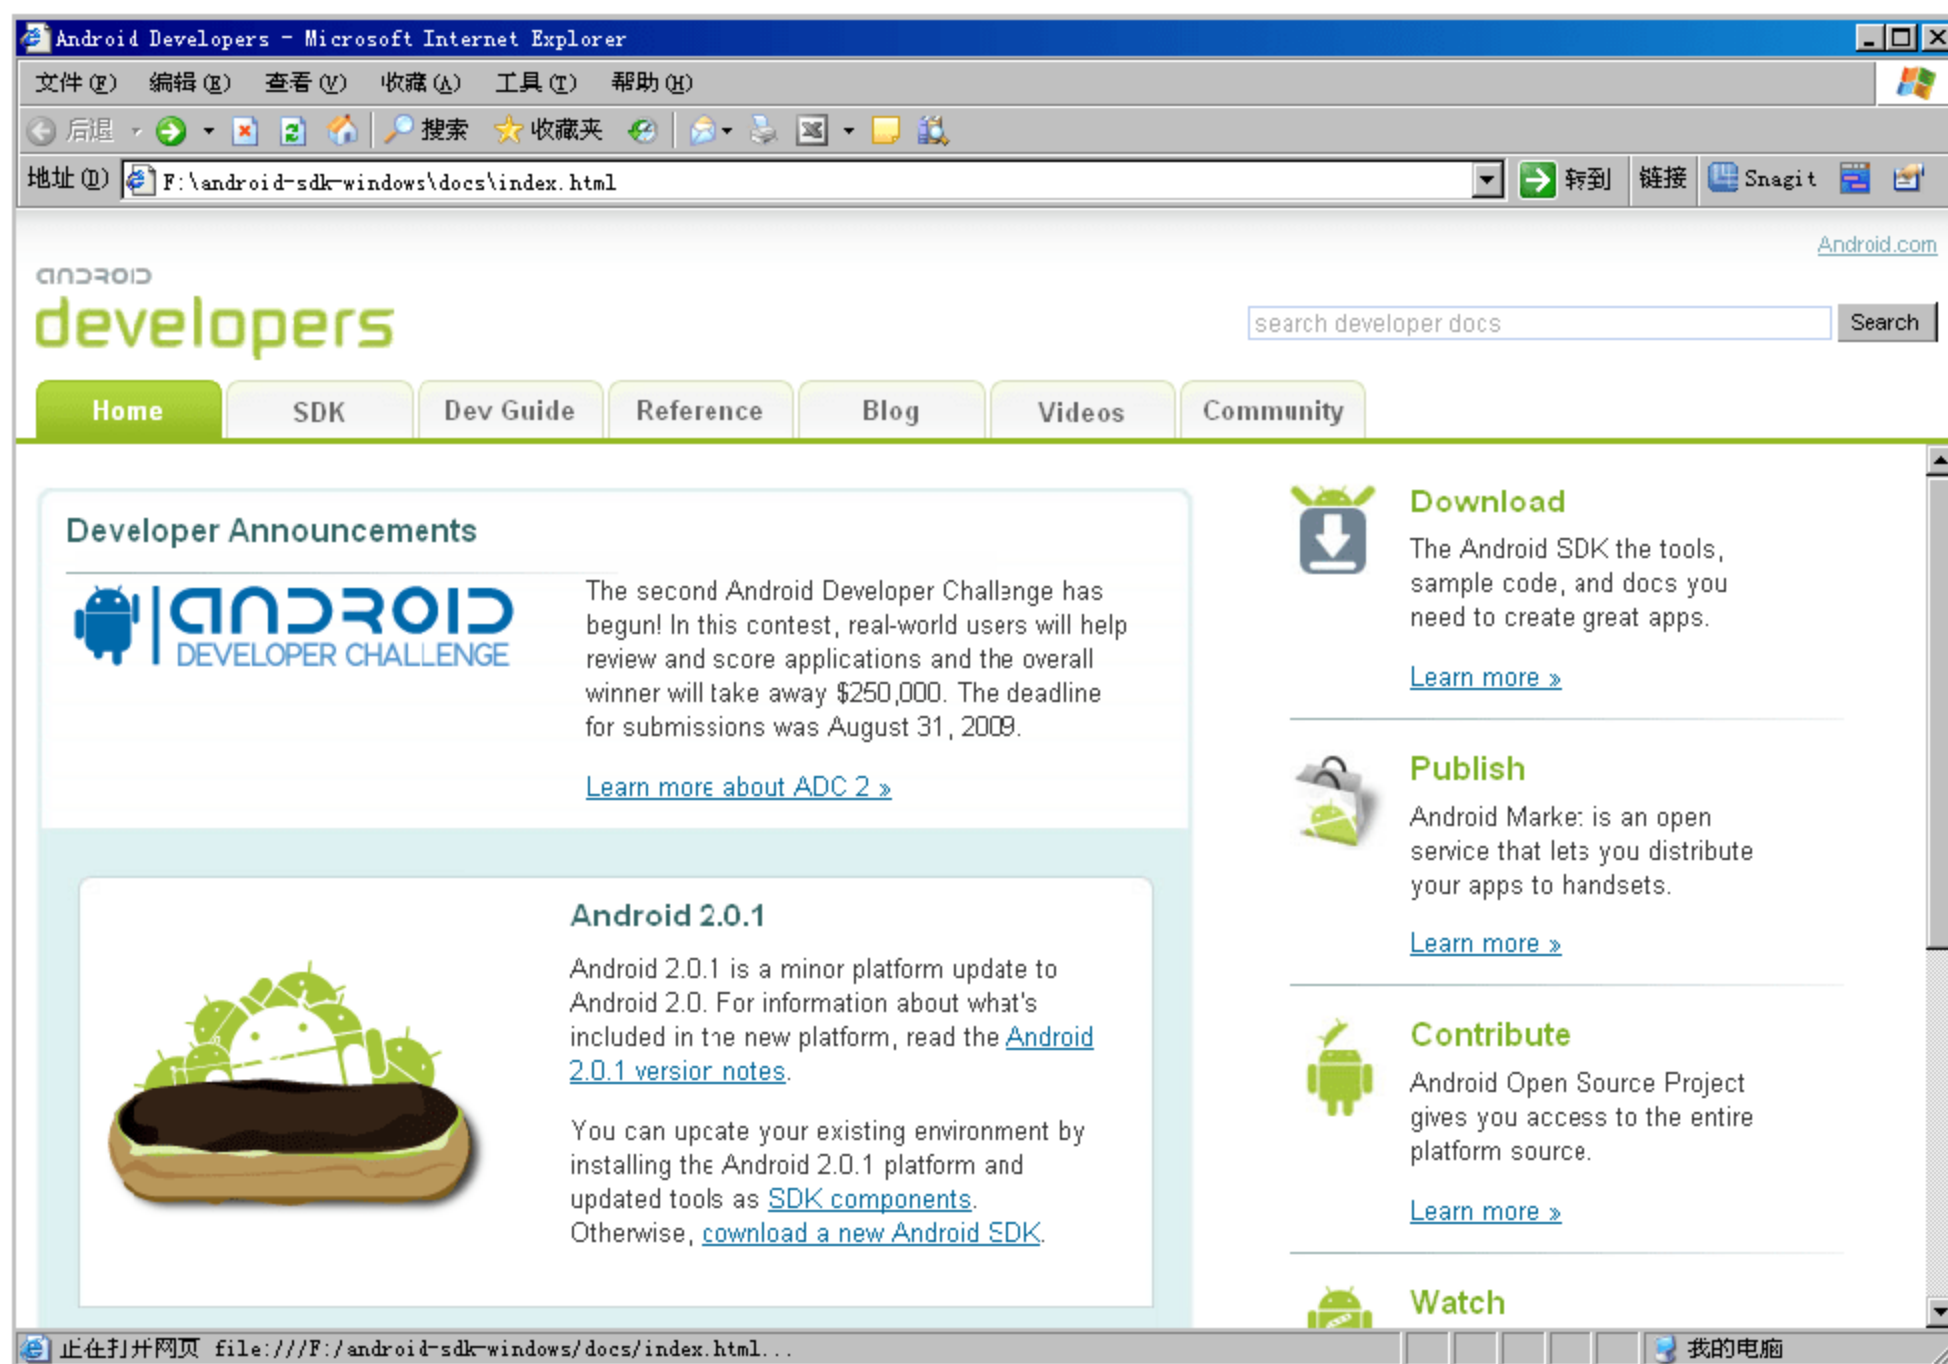 Android Developers - Microsoft Internet Explorer
文件(F) 编辑(E) 查看(V) 收藏(A) 工具(T) 帮助(H)
后退 搜索 收藏夹
地址(D) F:\android-sdk-windows\docs\index.html 转到 链接 Snagit
Android.com
android
developers
search developer docs Search
Home SDK Dev Guide Reference Blog Videos Community
Developer Announcements
android
DEVELOPER CHALLENGE
The second Android Developer Challenge has
begun! In this contest, real-world users will help
review and score applications and the overall
winner will take away $250,000. The deadline
for submissions was August 31, 2009.
Learn more about ADC 2 »
Android 2.0.1
Android 2.0.1 is a minor platform update to
Android 2.0. For information about what's
included in the new platform, read the Android
2.0.1 version notes.
You can update your existing environment by
installing the Android 2.0.1 platform and
updated tools as SDK components.
Otherwise, download a new Android SDK.
Download
The Android SDK the tools,
sample code, and docs you
need to create great apps.
Learn more »
Publish
Android Market is an open
service that lets you distribute
your apps to handsets.
Learn more »
Contribute
Android Open Source Project
gives you access to the entire
platform source.
Learn more »
Watch
正在打开网页 file:///F:/android-sdk-windows/docs/index.html...
我的电脑